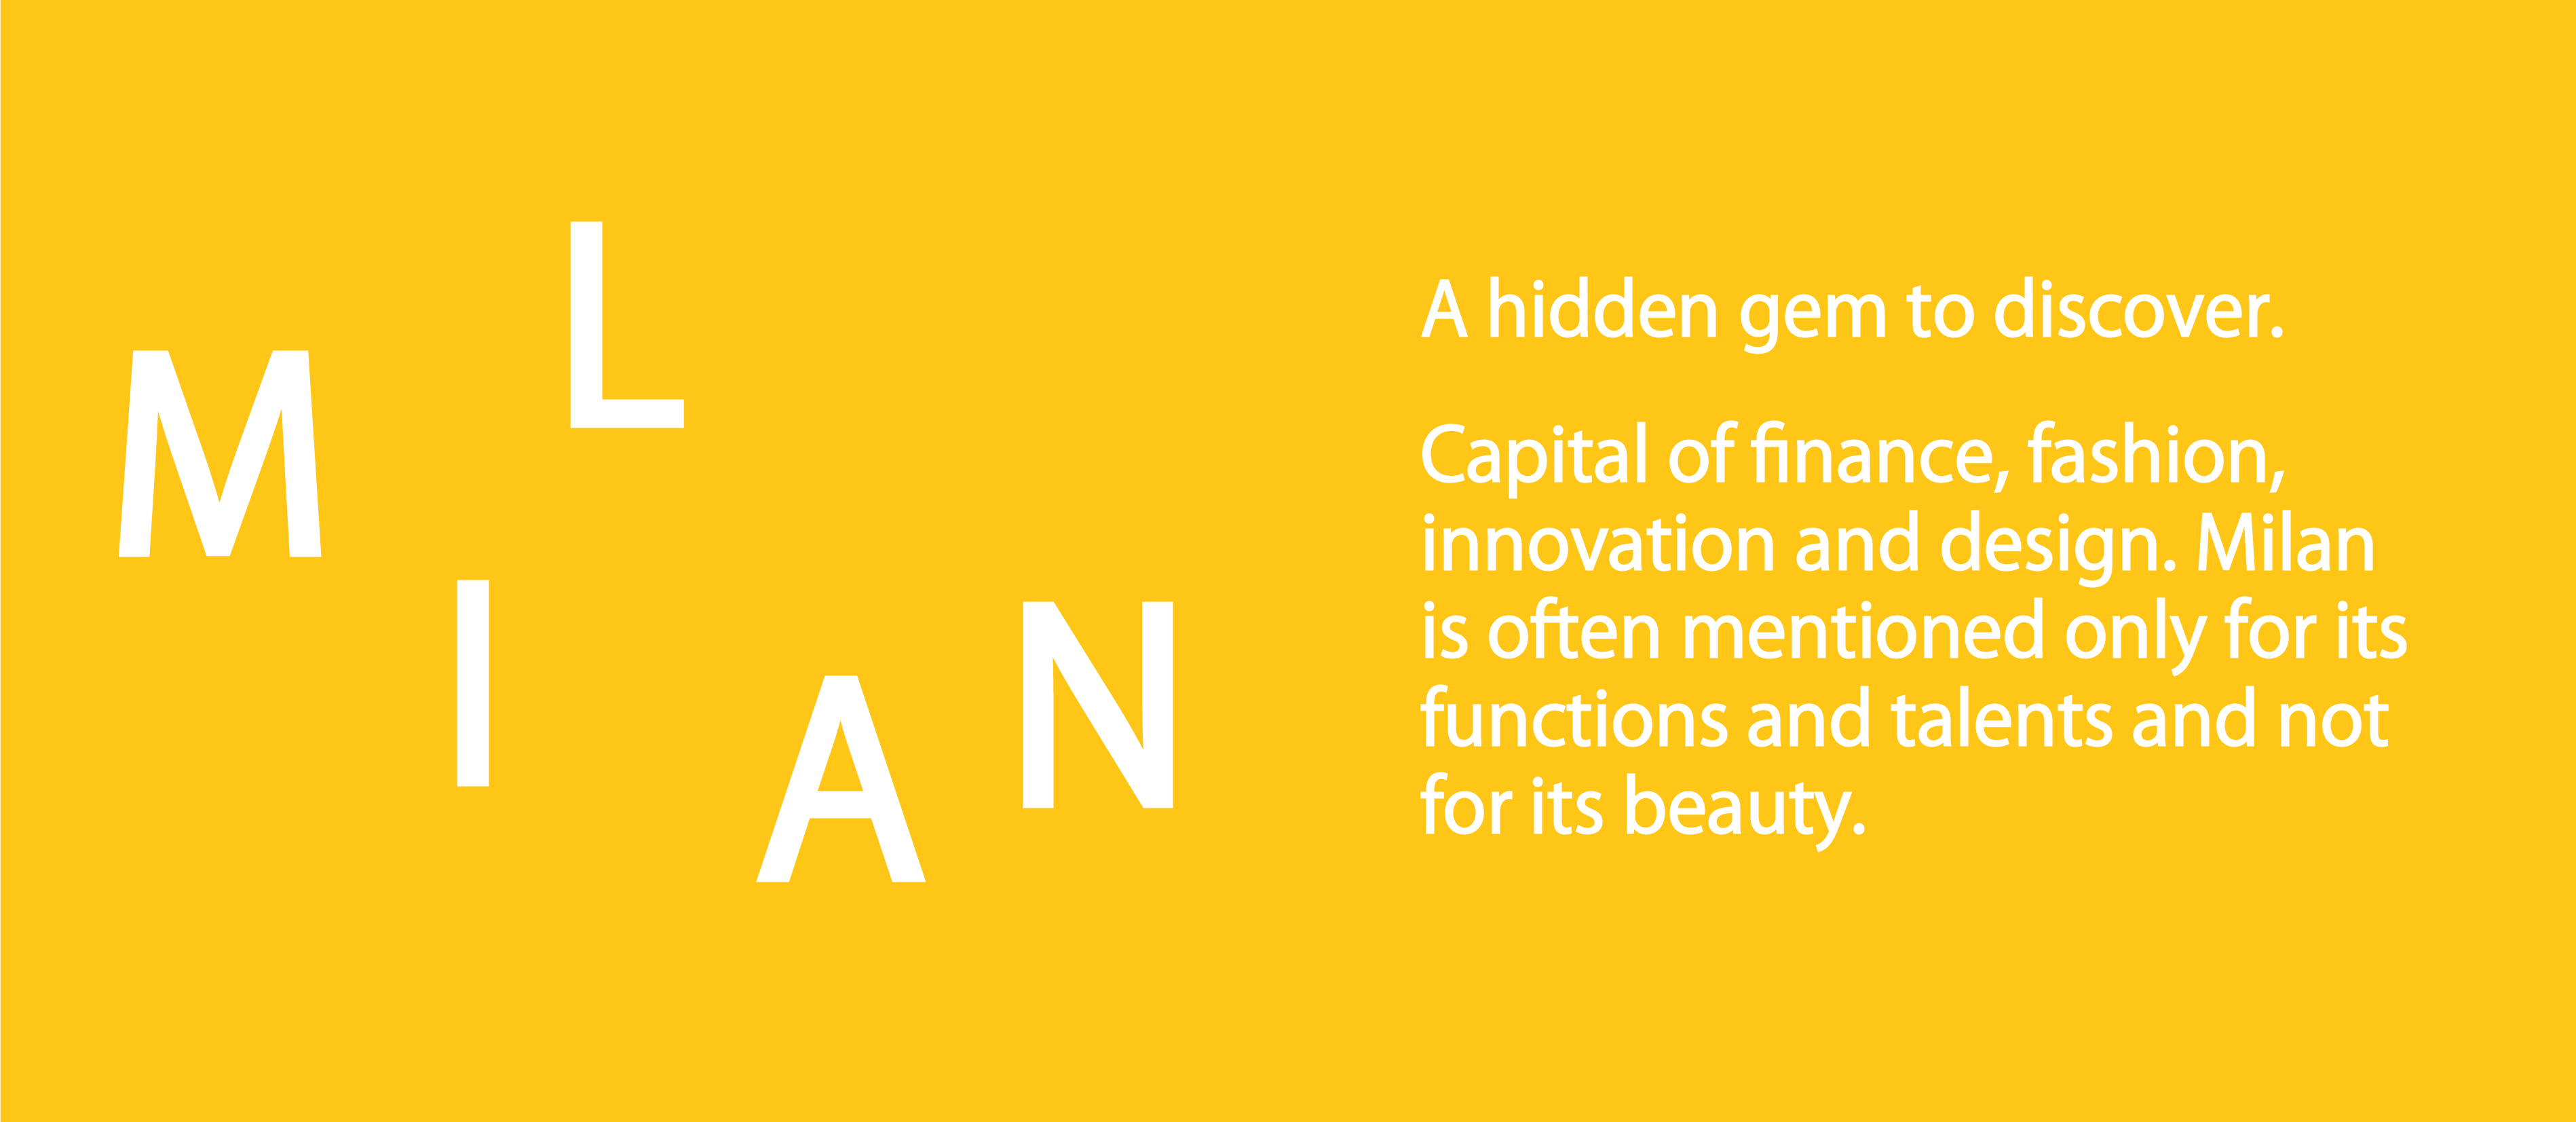 MILAN
A hidden gem to discover.
Capital of finance, fashion,
innovation and design. Milan
is often mentioned only for its
functions and talents and not
for its beauty.